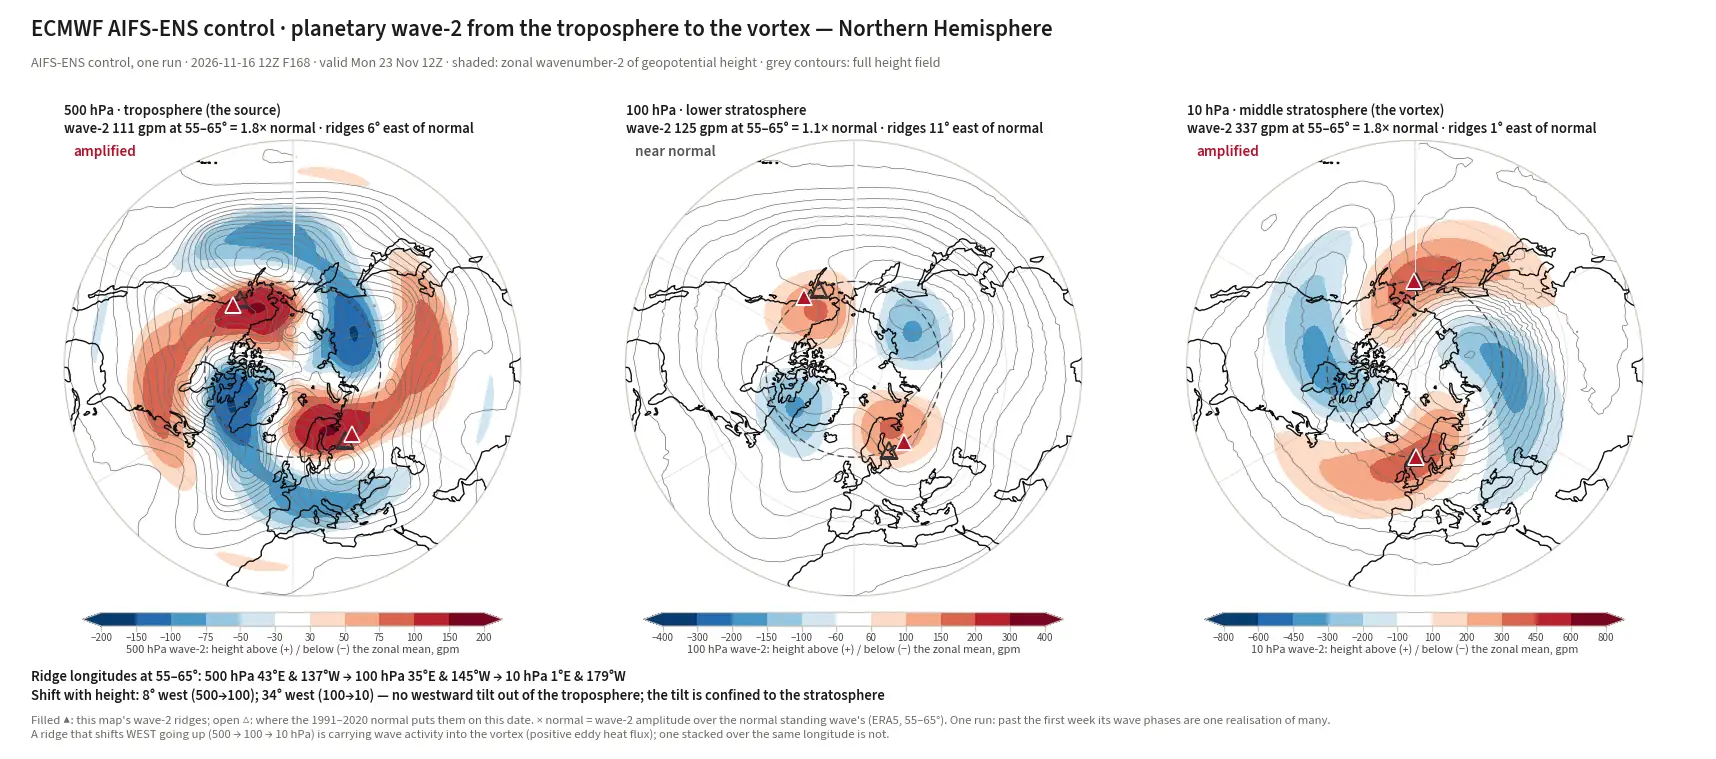 ECMWF AIFS-ENS control · planetary wave-2 from the troposphere to the vortex — Northern Hemisphere
AIFS-ENS control, one run · 2026-11-16 12Z F168 · valid Mon 23 Nov 12Z · shaded: zonal wavenumber-2 of geopotential height · grey contours: full height field
500 hPa · troposphere (the source)
wave-2 111 gpm at 55–65° = 1.8× normal · ridges 6° east of normal
amplified
100 hPa · lower stratosphere
wave-2 125 gpm at 55–65° = 1.1× normal · ridges 11° east of normal
near normal
10 hPa · middle stratosphere (the vortex)
wave-2 337 gpm at 55–65° = 1.8× normal · ridges 1° east of normal
amplified
−200 −150 −100 −75 −50 −30 30 50 75 100 150 200
500 hPa wave-2: height above (+) / below (−) the zonal mean, gpm
−400 −300 −200 −150 −100 −60 60 100 150 200 300 400
100 hPa wave-2: height above (+) / below (−) the zonal mean, gpm
−800 −600 −450 −300 −200 −100 100 200 300 450 600 800
10 hPa wave-2: height above (+) / below (−) the zonal mean, gpm
Ridge longitudes at 55–65°: 500 hPa 43°E & 137°W → 100 hPa 35°E & 145°W → 10 hPa 1°E & 179°W
Shift with height: 8° west (500→100); 34° west (100→10) — no westward tilt out of the troposphere; the tilt is confined to the stratosphere
Filled ▲: this map's wave-2 ridges; open △: where the 1991–2020 normal puts them on this date. × normal = wave-2 amplitude over the normal standing wave's (ERA5, 55–65°). One run: past the first week its wave phases are one realisation of many.
A ridge that shifts WEST going up (500 → 100 → 10 hPa) is carrying wave activity into the vortex (positive eddy heat flux); one stacked over the same longitude is not.